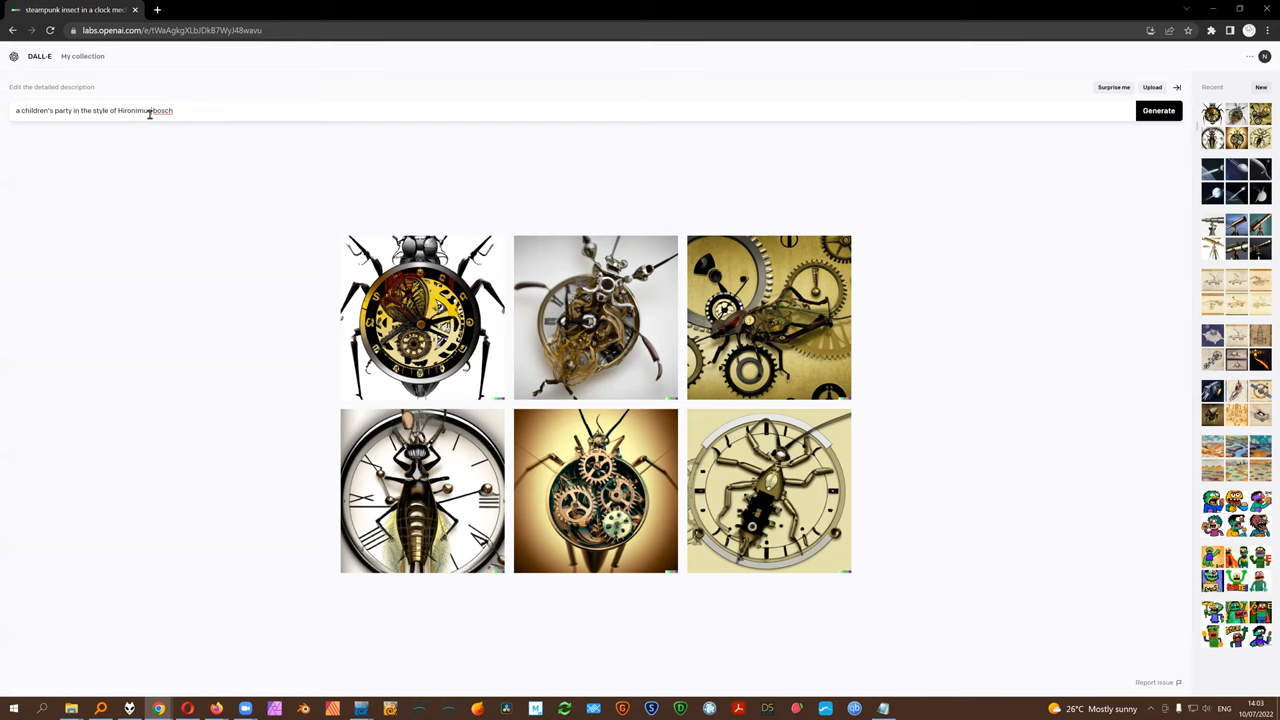 steampunk insect in a clock mec
labs.openai.com/e/tWaAgkgXLbJDkB7WyJ48wavu
DALL·E
My collection
N
Edit the detailed description
Surprise me
Upload
Recent
New
a children's party in the style of Hironimus bosch
Generate
Report issue
26°C Mostly sunny
ENG
14:03
10/07/2022